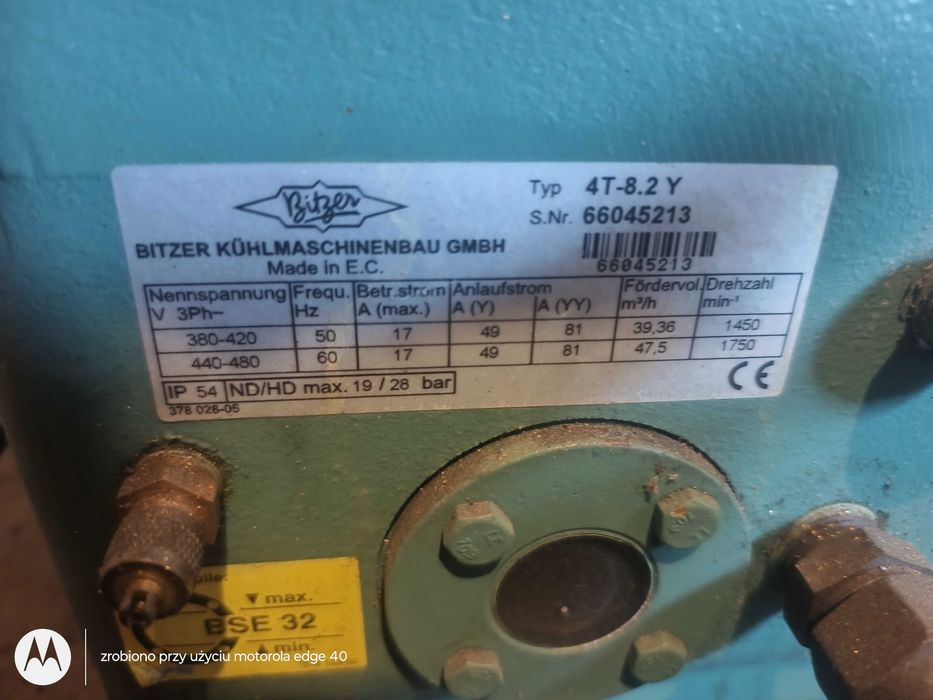 Bitzer
Typ 4T-8.2 Y
S.Nr. 66045213
66045213
BITZER KÜHLMASCHINENBAU GMBH
Made in E.C.
Nennspannung Frequ. Betr.strom Anlaufstrom Fördervol. Drehzahl
V 3Ph~ Hz A (max.) A (Y) A (YY) m³/h min-¹
380-420 50 17 49 81 39,36 1450
440-480 60 17 49 81 47,5 1750
IP 54 ND/HD max. 19 / 28 bar
CE
378 026-05
max.
BSE 32
min.
zrobiono przy użyciu motorola edge 40